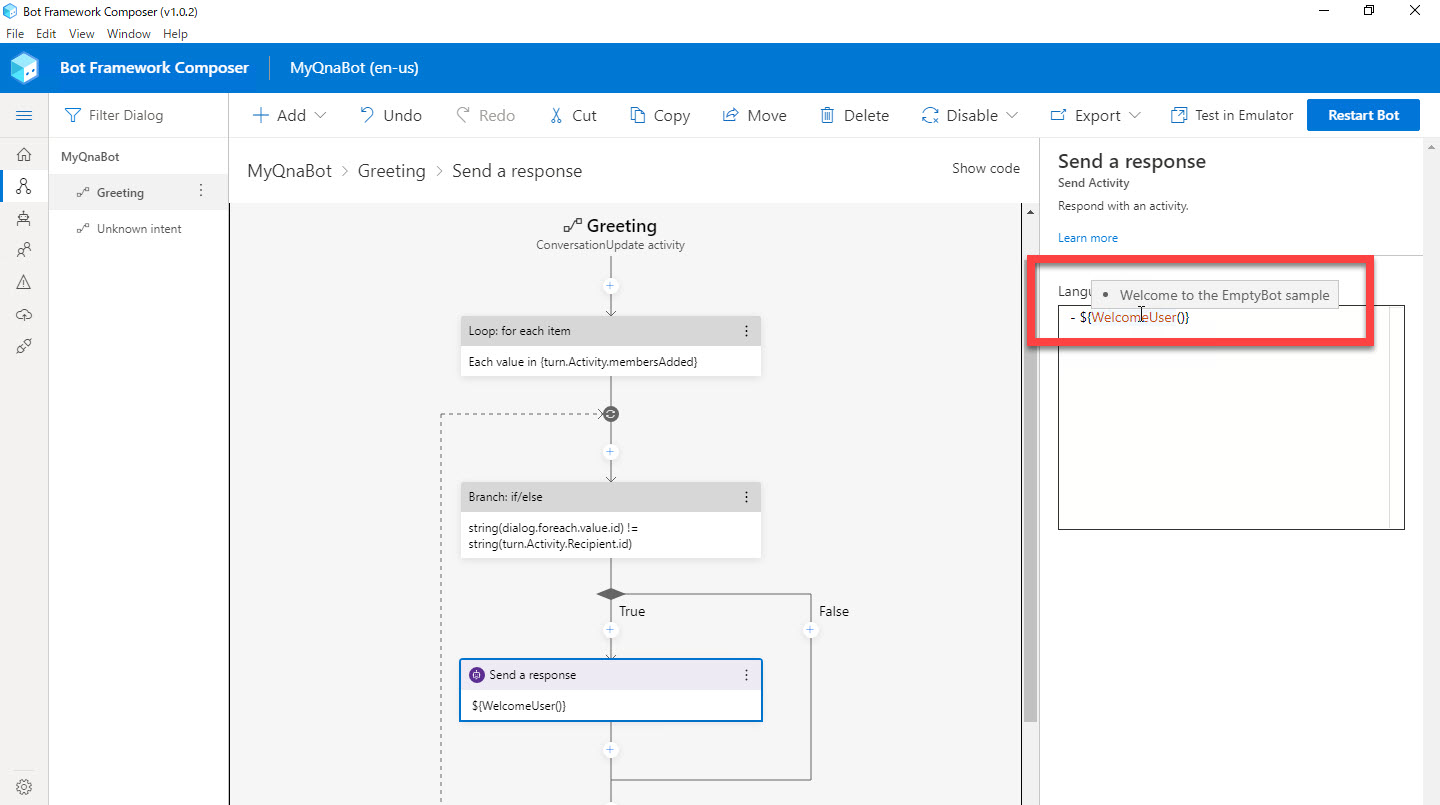 Bot Framework Composer (v1.0.2)
File Edit View Window Help
Bot Framework Composer MyQnaBot (en-us)
Filter Dialog
Add Undo Redo Cut Copy Move Delete Disable Export Test in Emulator Restart Bot
MyQnaBot
Greeting
Unknown intent
MyQnaBot > Greeting > Send a response
Show code
Greeting
ConversationUpdate activity
Loop: for each item
Each value in {turn.Activity.membersAdded}
Branch: if/else
string(dialog.foreach.value.id) !=
string(turn.Activity.Recipient.id)
True
False
Send a response
${WelcomeUser()}
Send a response
Send Activity
Respond with an activity.
Learn more
• Welcome to the EmptyBot sample
- ${WelcomeUser()}